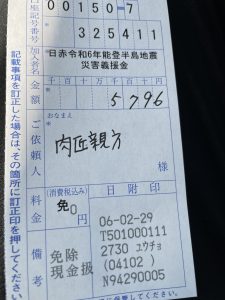 口座記号番号
00150-7
325411
加入者名
日赤令和6年能登半島地震
災害義援金
金額
千百十万千百十円
5796
ご依頼人
おなまえ
肉匠親方
様
料金
(消費税込み)
免0円
日附印
06-02-29
T501000111
2730 ユウチョ
(04102)
N94290005
備考
免除
現金扱
記載事項を訂正した場合は、その箇所に訂正印を押してください。